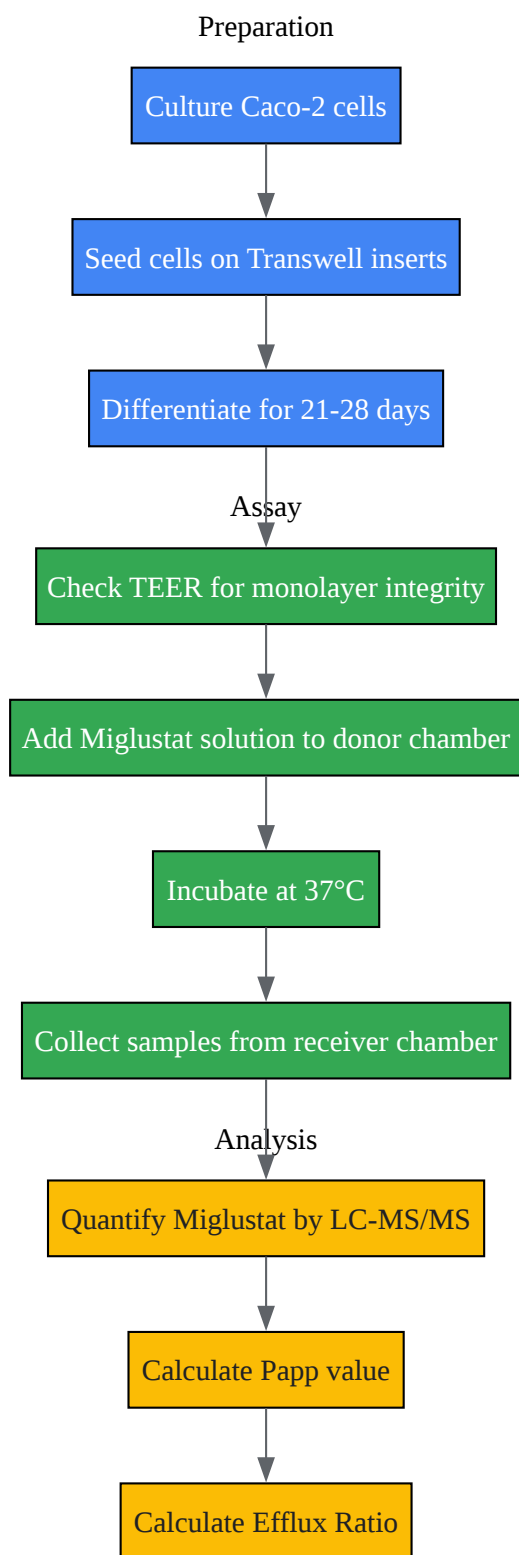 Preparation
Culture Caco-2 cells
Seed cells on Transwell inserts
Differentiate for 21-28 days
Assay
Check TEER for monolayer integrity
Add Miglustat solution to donor chamber
Incubate at 37°C
Collect samples from receiver chamber
Analysis
Quantify Miglustat by LC-MS/MS
Calculate Papp value
Calculate Efflux Ratio